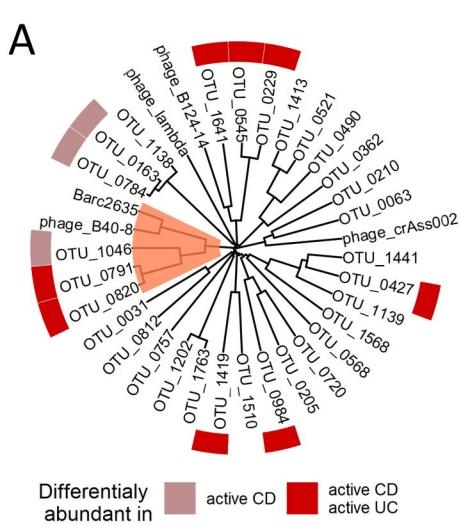 A
phage_lambda
phage_B124-14
OTU_1641
OTU_0545
OTU_0229
OTU_1413
OTU_0521
OTU_0490
OTU_0362
OTU_0210
OTU_0063
phage_crAss002
OTU_1441
OTU_0427
OTU_1139
OTU_1568
OTU_0568
OTU_0720
OTU_0205
OTU_0984
OTU_1510
OTU_1419
OTU_1763
OTU_1202
OTU_0757
OTU_0812
OTU_0031
OTU_0820
OTU_0791
OTU_1046
phage_B40-8
Barc2635
OTU_0784
OTU_0163
OTU_1138
Differentialy
abundant in
active CD
active CD
active UC